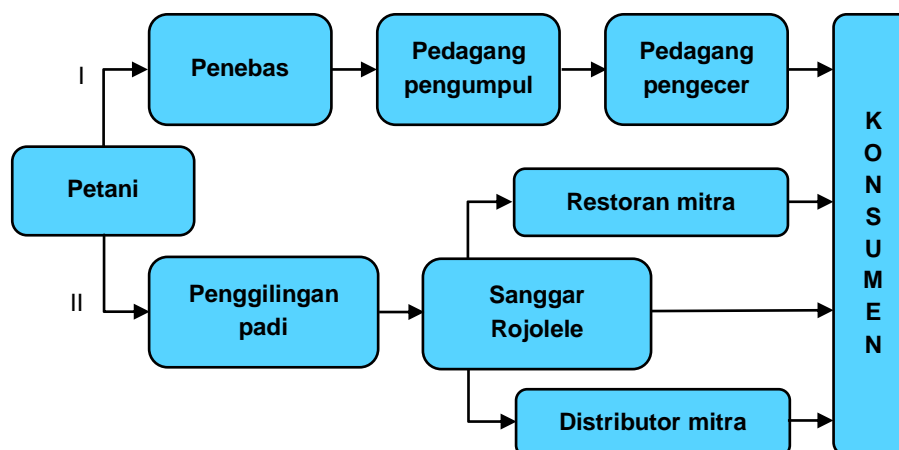 I
Penebas
Pedagang
pengumpul
Pedagang
pengecer
Petani
Restoran mitra
II
Penggilingan
padi
Sanggar
Rojolele
Distributor mitra
K
O
N
S
U
M
E
N